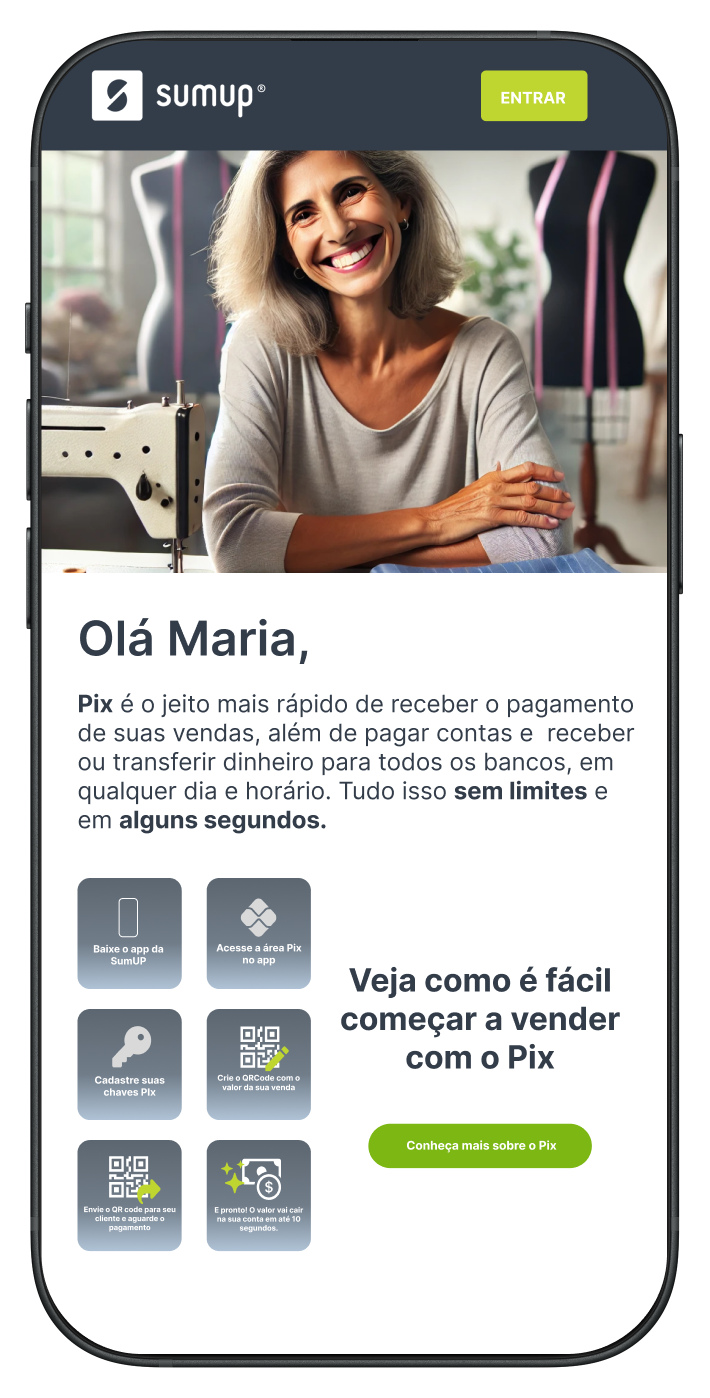 sumup®
ENTRAR
Olá Maria,
Pix é o jeito mais rápido de receber o pagamento
de suas vendas, além de pagar contas e receber
ou transferir dinheiro para todos os bancos, em
qualquer dia e horário. Tudo isso sem limites e
em alguns segundos.
Baixe o app da
SumUP
Acesse a área Pix
no app
Cadastre suas
chaves PIx
Crie o QRCode com o
valor da sua venda
Envie o QR code para seu
cliente e aguarde o
pagamento
E pronto! O valor vai cair
na sua conta em até 10
segundos.
Veja como é fácil
começar a vender
com o Pix
Conheça mais sobre o Pix